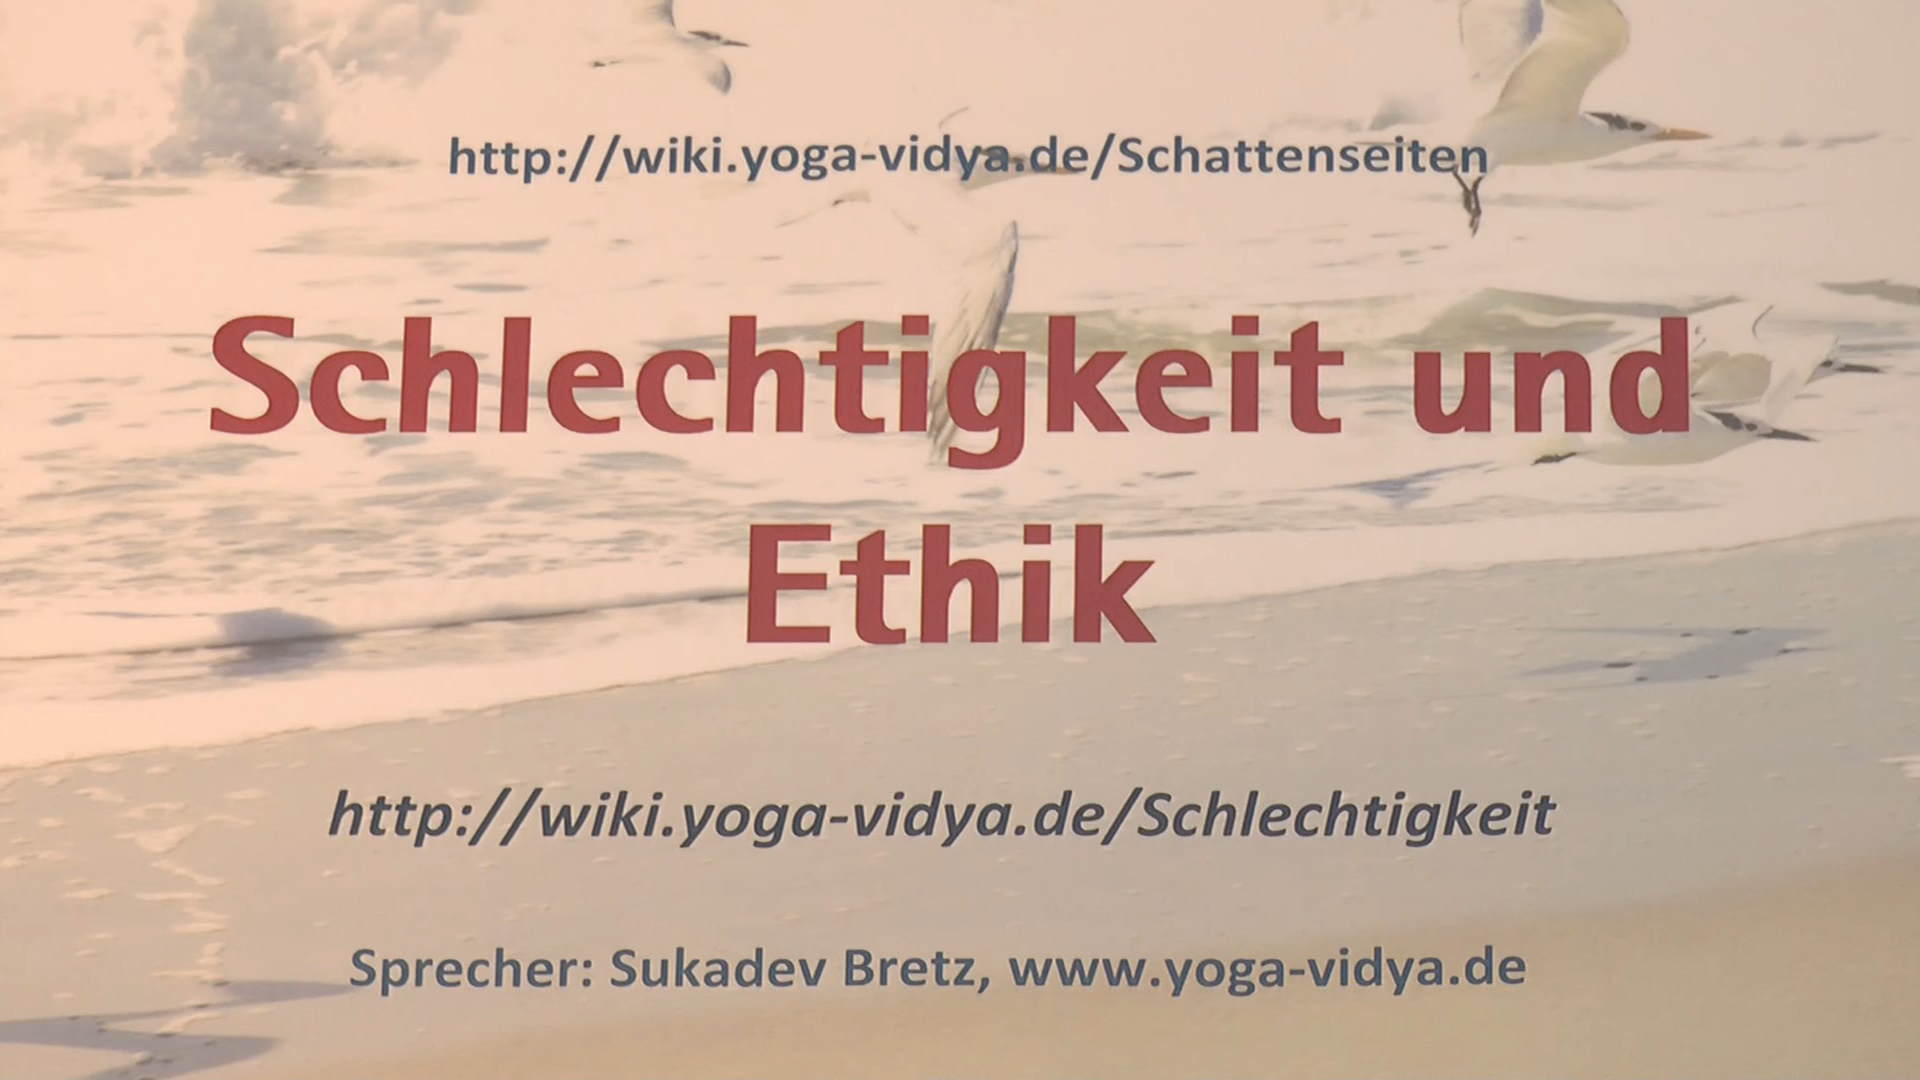 http://wiki.yoga-vidya.de/Schattenseiten
Schlechtigkeit und
Ethik
http://wiki.yoga-vidya.de/Schlechtigkeit
Sprecher: Sukadev Bretz, www.yoga-vidya.de